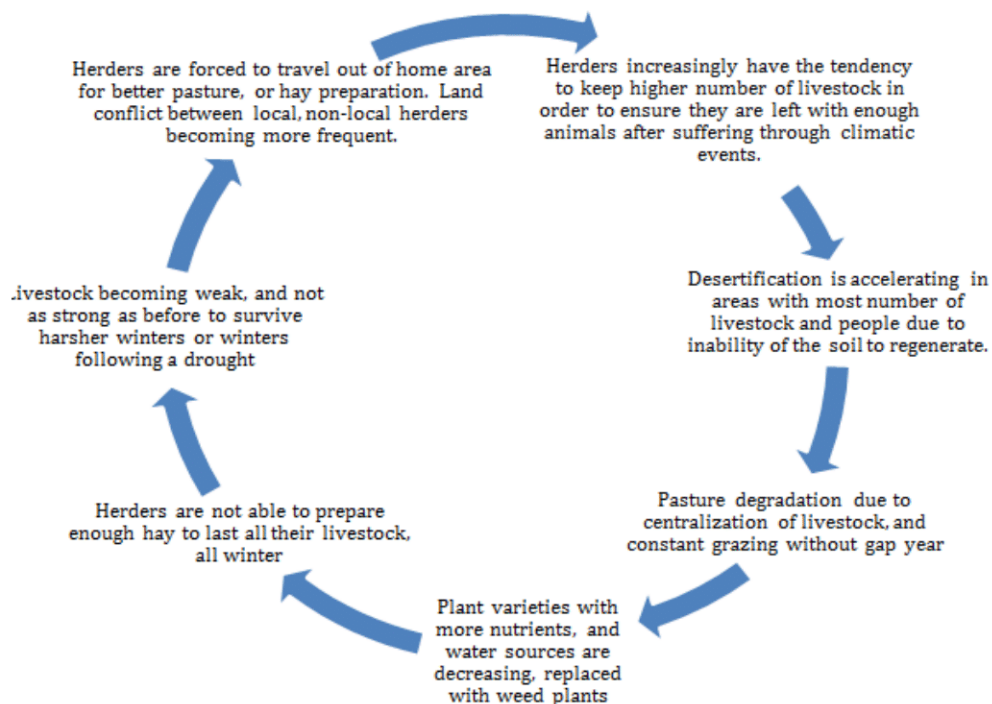 Herders are forced to travel out of home area
for better pasture, or hay preparation. Land
conflict between local, non-local herders
becoming more frequent.
Herders increasingly have the tendency
to keep higher number of livestock in
order to ensure they are left with enough
animals after suffering through climatic
events.
Desertification is accelerating in
areas with most number of
livestock and people due to
inability of the soil to regenerate.
Pasture degradation due to
centralization of livestock, and
constant grazing without gap year
Plant varieties with
more nutrients, and
water sources are
decreasing, replaced
with weed plants
Herders are not able to prepare
enough hay to last all their livestock,
all winter
Livestock becoming weak, and not
as strong as before to survive
harsher winters or winters
following a drought